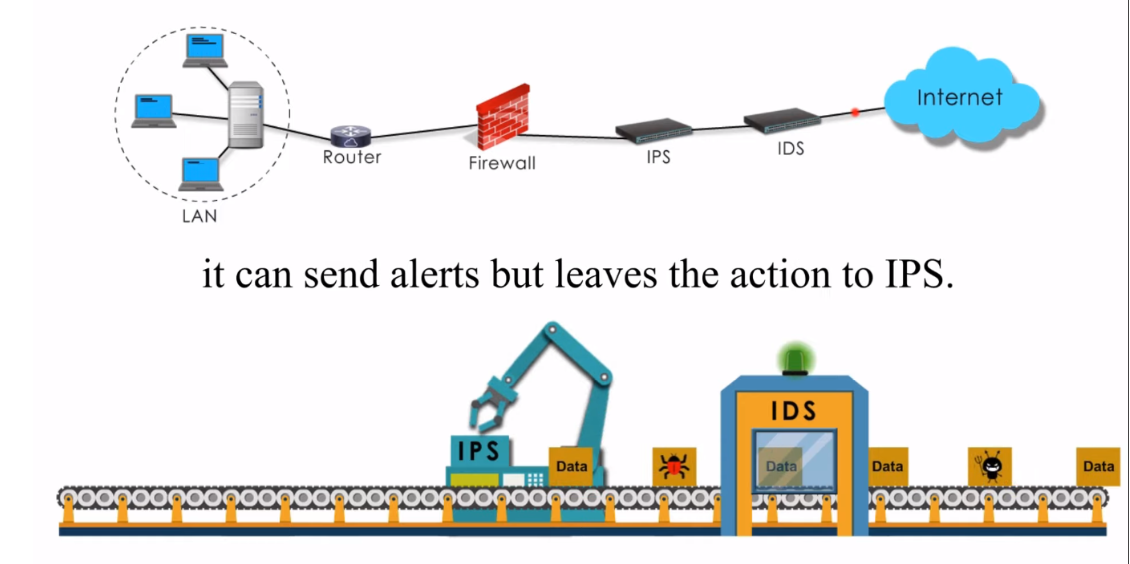 Internet
IPS
IDS
Router
Firewall
LAN
it can send alerts but leaves the action to IPS.
IDS
IPS
Data
Data
Data
Data